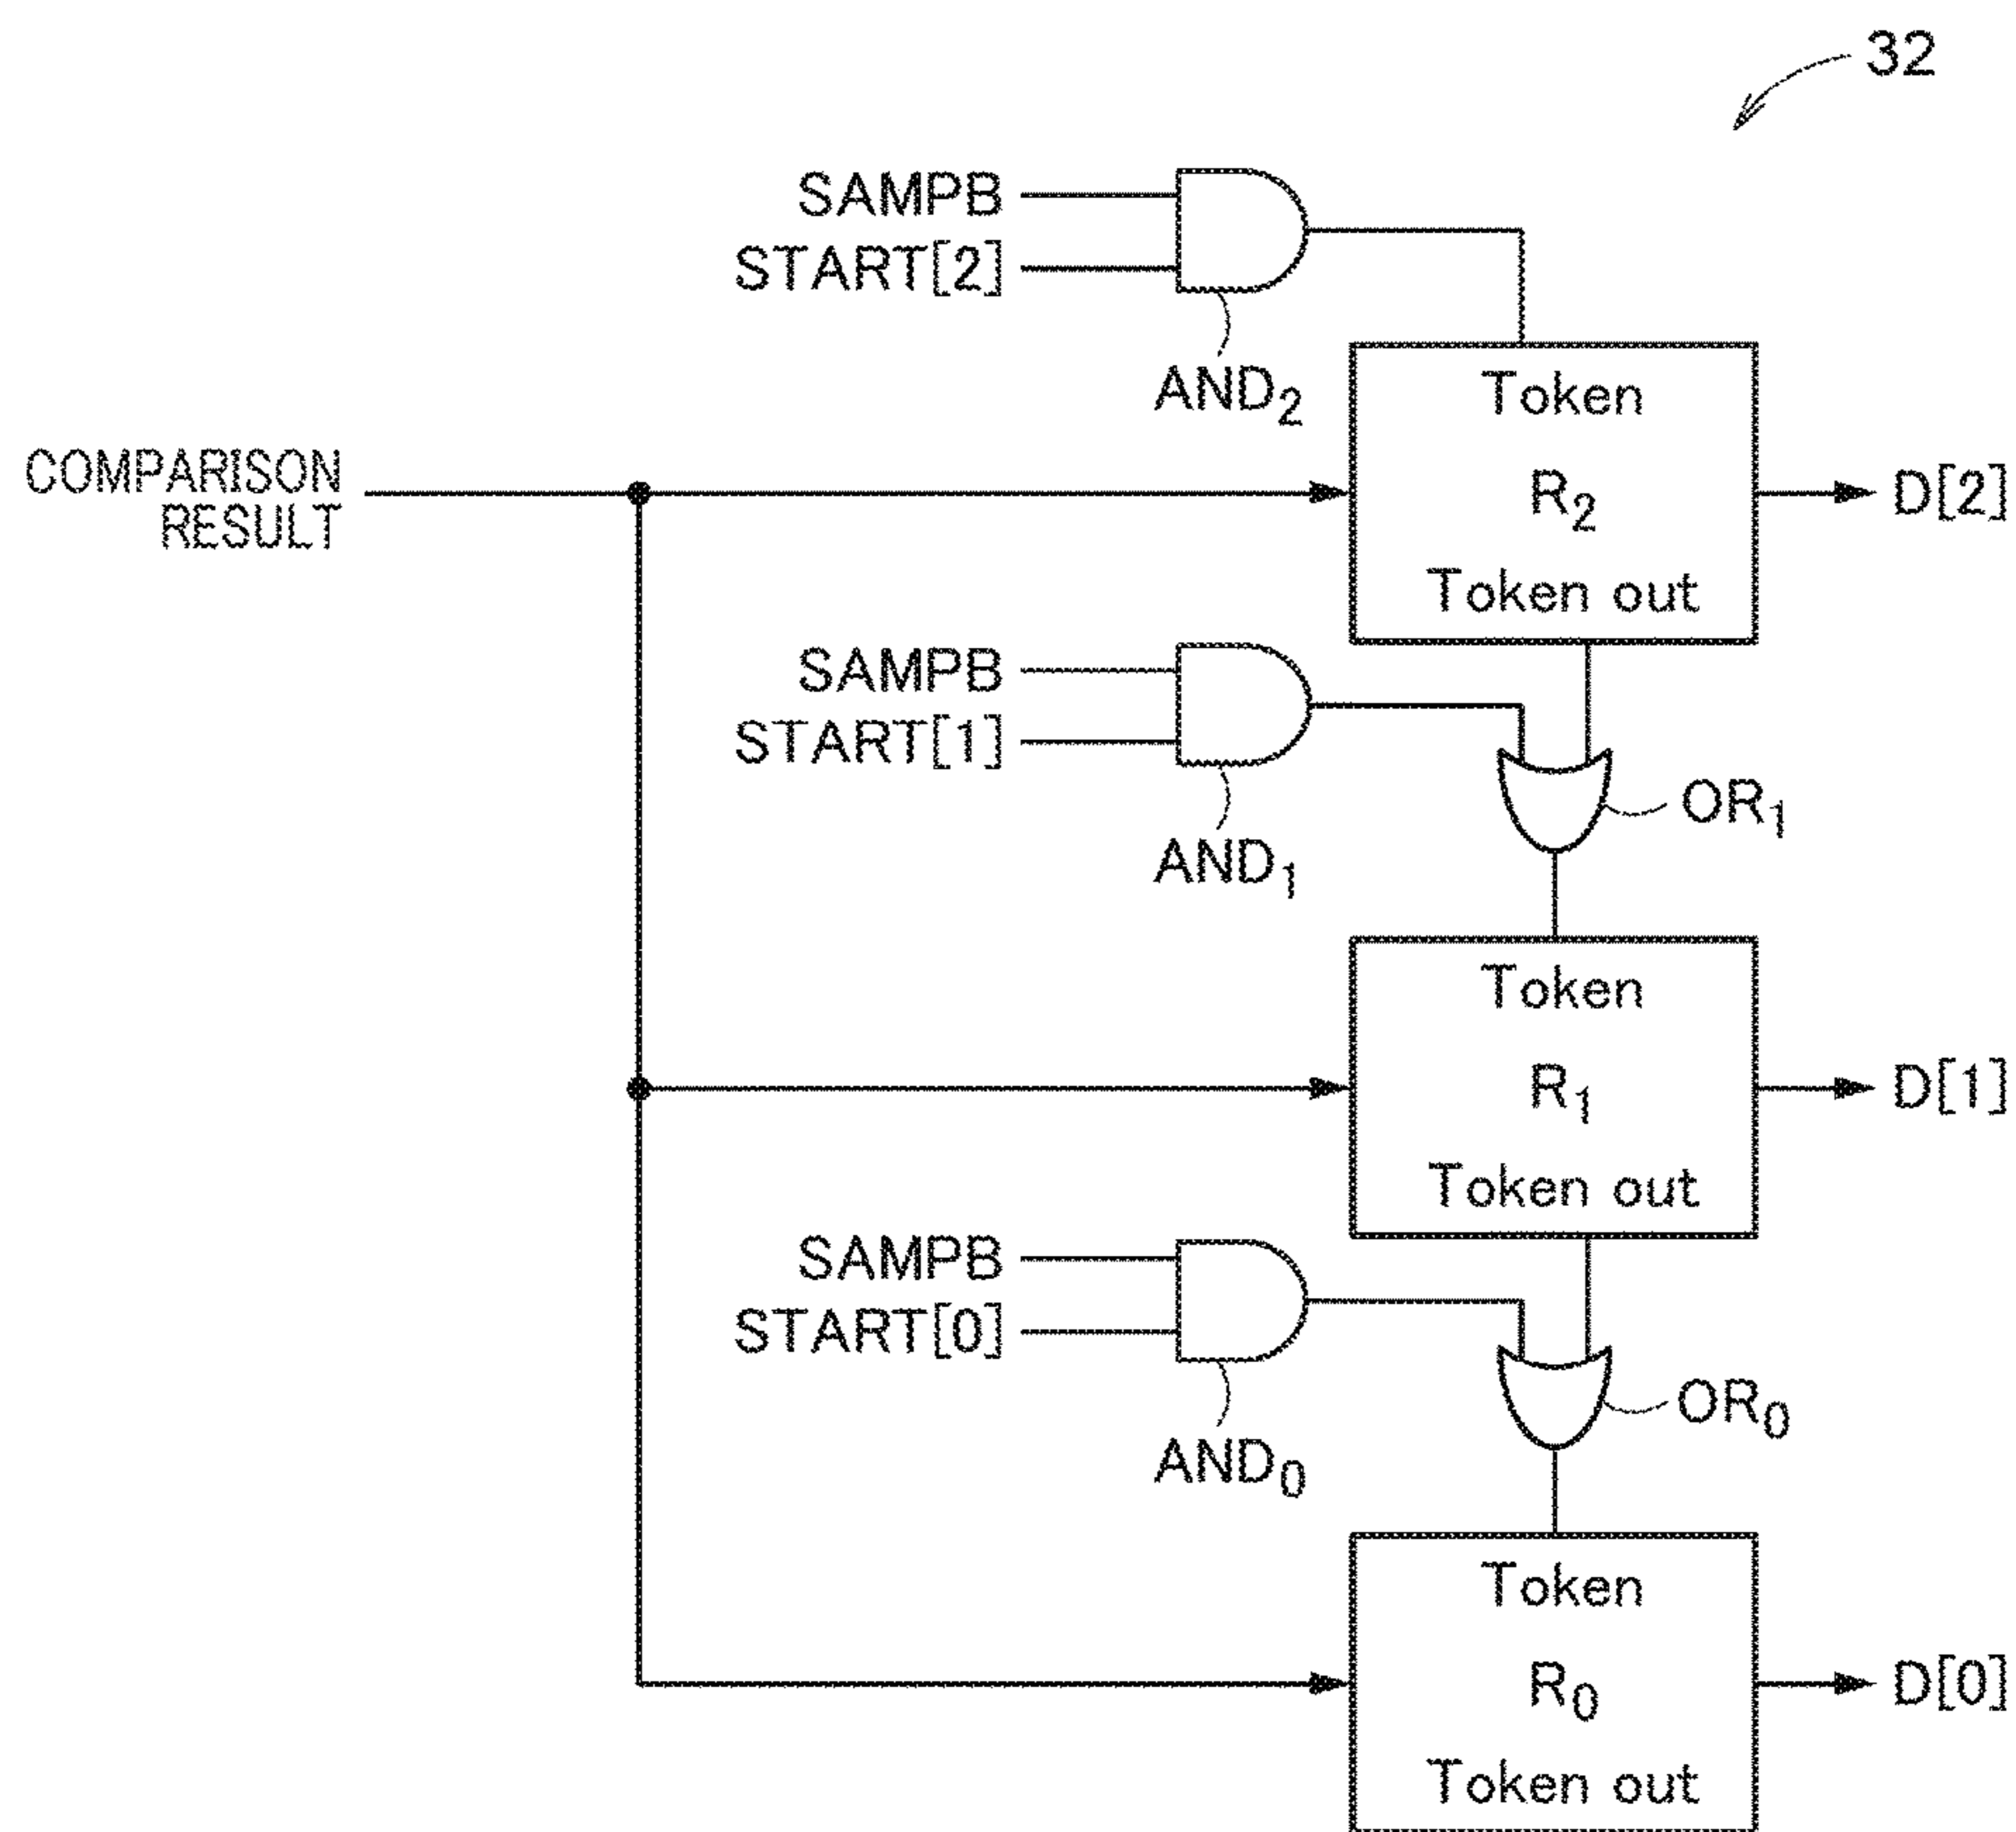 32
SAMPB
START[2]
AND2
Token
COMPARISON
RESULT
R2
D[2]
Token out
SAMPB
START[1]
OR1
AND1
Token
R1
D[1]
Token out
SAMPB
START[0]
OR0
AND0
Token
R0
D[0]
Token out